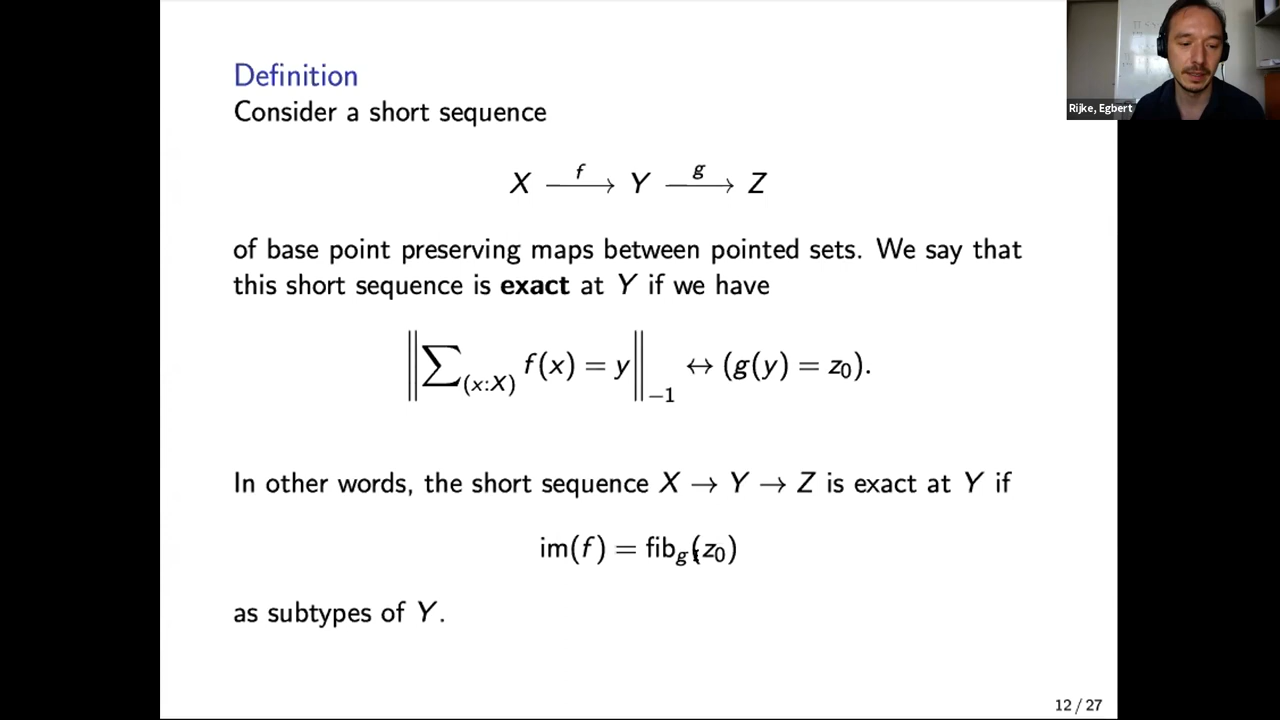 Rijke, Egbert
Definition
Consider a short sequence
X —f→ Y —g→ Z
of base point preserving maps between pointed sets. We say that
this short sequence is exact at Y if we have
‖∑_(x:X) f(x) = y‖_−1 ↔ (g(y) = z₀).
In other words, the short sequence X → Y → Z is exact at Y if
im(f) = fib_g(z₀)
as subtypes of Y.
12 / 27